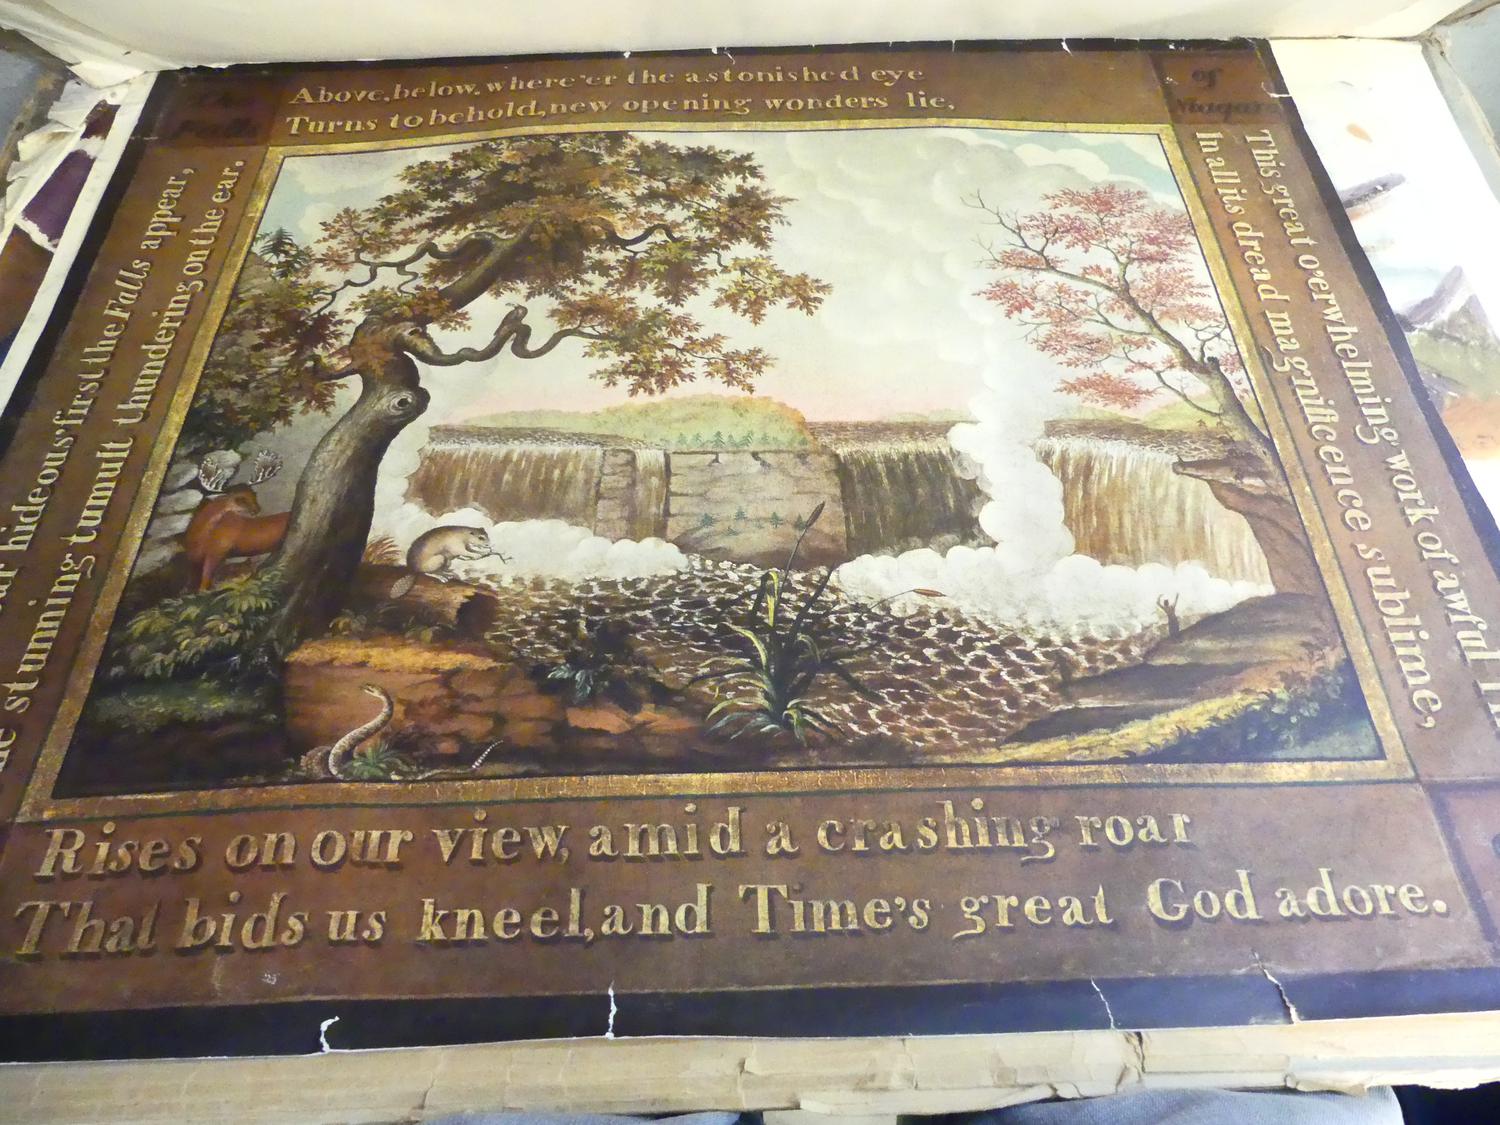 The
Falls
Above, below, where'er the astonished eye
Turns to behold, new opening wonders lie,
of
Niagara
This great o'erwhelming work of awful
In all its dread magnificence sublime,
Rises on our view, amid a crashing roar
That bids us kneel, and Time's great God adore.
hideous first the Falls appear,
stunning tumult thundering on the ear.